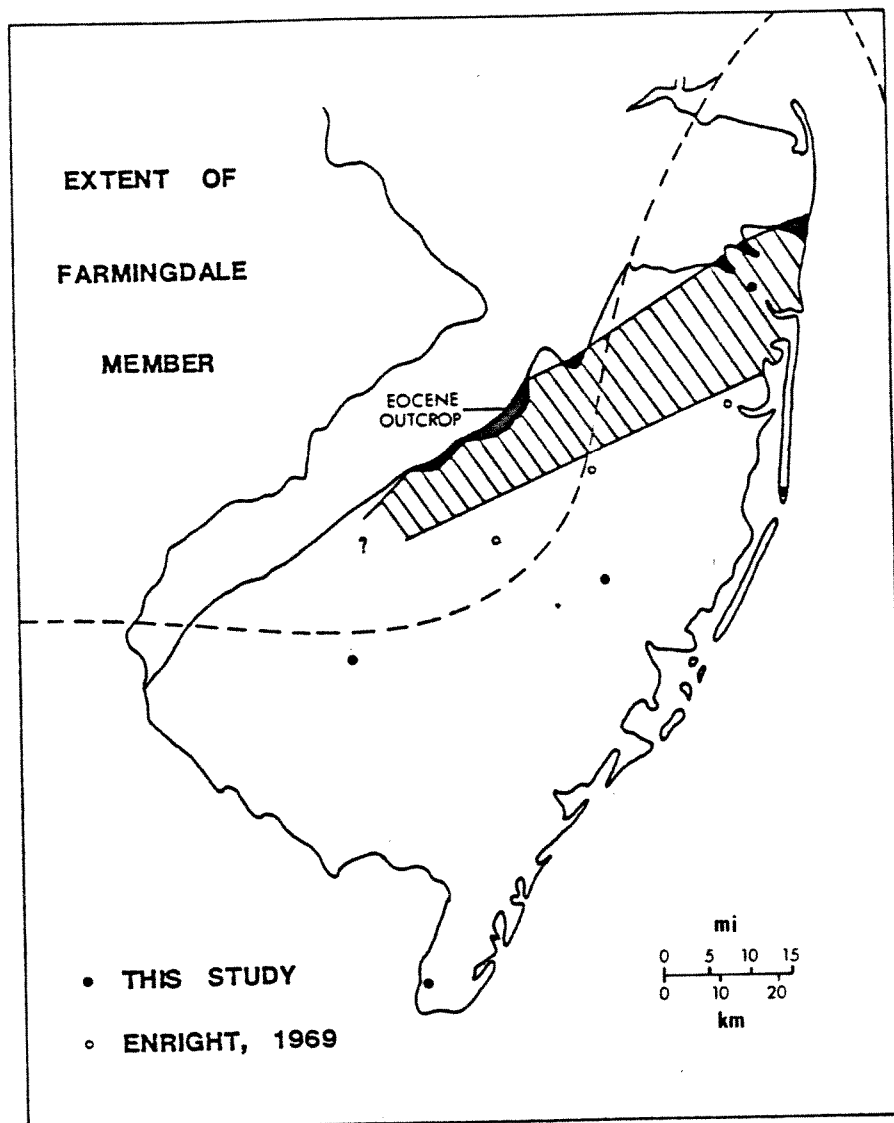 EXTENT OF
FARMINGDALE
MEMBER
EOCENE
OUTCROP
?
mi
0 5 10 15
0 10 20
km
THIS STUDY
ENRIGHT, 1969